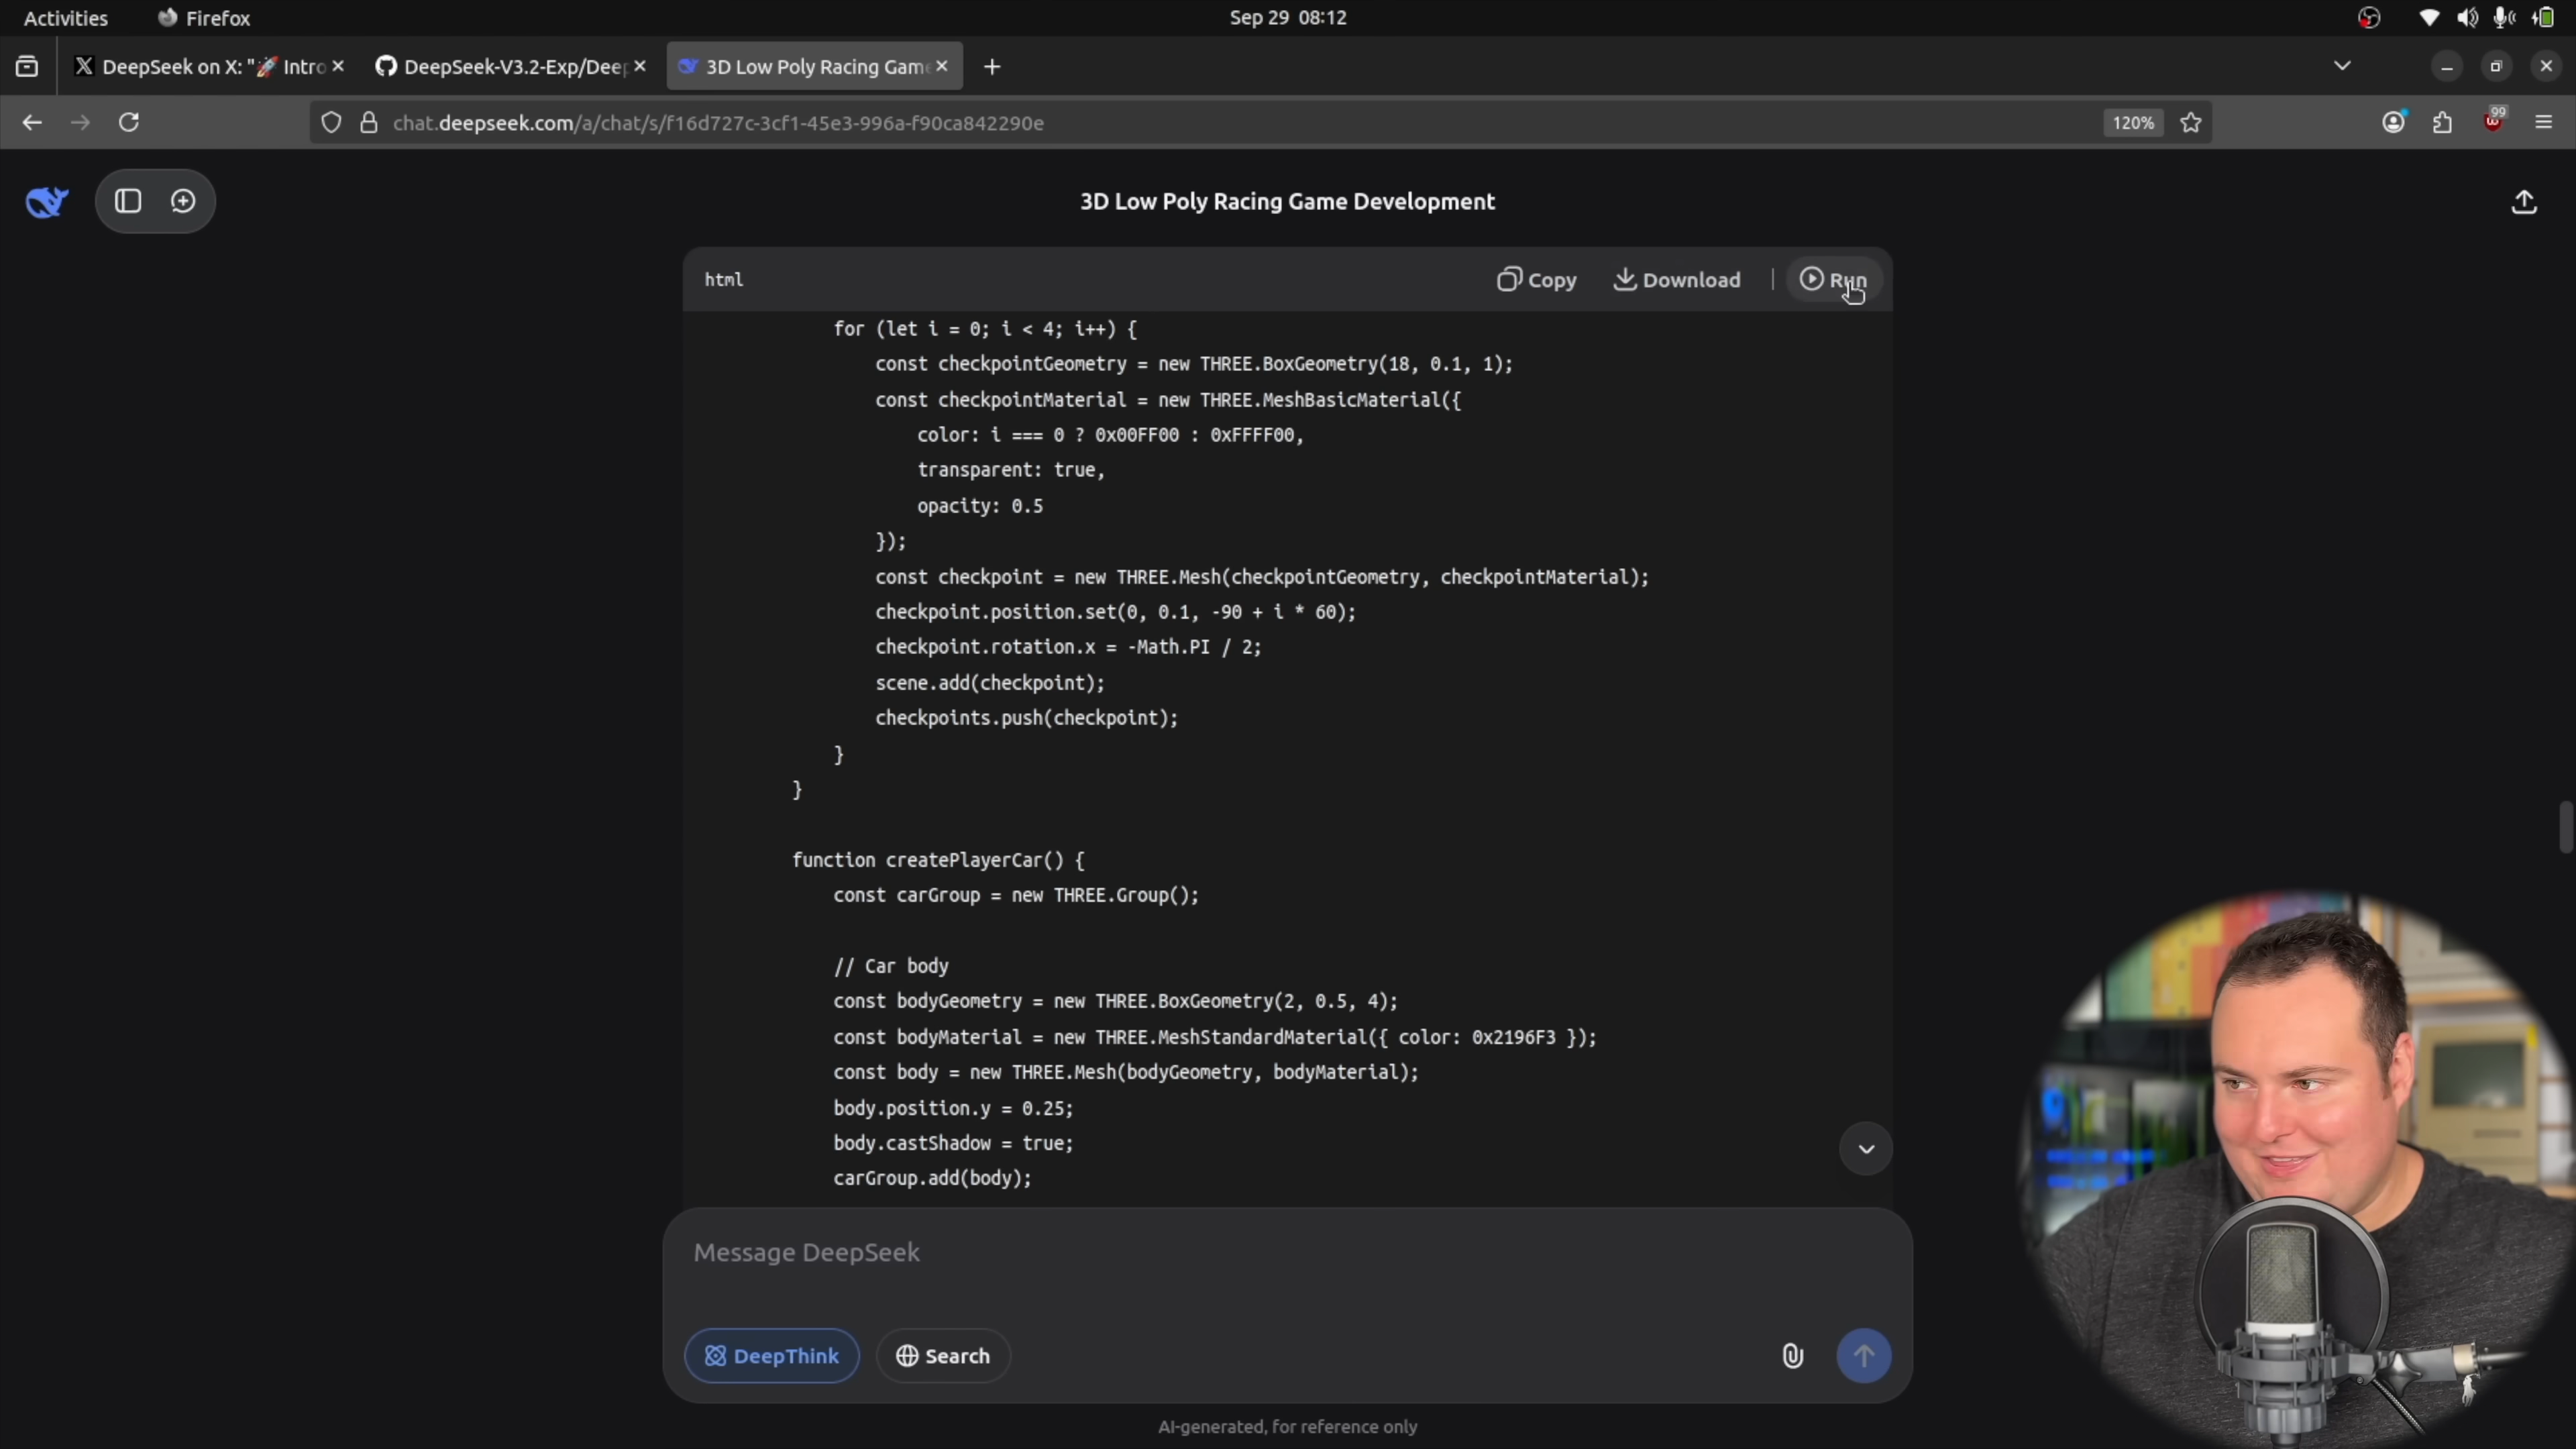 Activities
Firefox
Sep 29 08:12
DeepSeek on X: "🚀 Intro
DeepSeek-V3.2-Exp/Deep
3D Low Poly Racing Game
chat.deepseek.com/a/chat/s/f16d727c-3cf1-45e3-996a-f90ca842290e
120%
99
3D Low Poly Racing Game Development
html
Copy
Download
Run
for (let i = 0; i < 4; i++) {
const checkpointGeometry = new THREE.BoxGeometry(18, 0.1, 1);
const checkpointMaterial = new THREE.MeshBasicMaterial({
color: i === 0 ? 0x00FF00 : 0xFFFF00,
transparent: true,
opacity: 0.5
});
const checkpoint = new THREE.Mesh(checkpointGeometry, checkpointMaterial);
checkpoint.position.set(0, 0.1, -90 + i * 60);
checkpoint.rotation.x = -Math.PI / 2;
scene.add(checkpoint);
checkpoints.push(checkpoint);
}
}
function createPlayerCar() {
const carGroup = new THREE.Group();
// Car body
const bodyGeometry = new THREE.BoxGeometry(2, 0.5, 4);
const bodyMaterial = new THREE.MeshStandardMaterial({ color: 0x2196F3 });
const body = new THREE.Mesh(bodyGeometry, bodyMaterial);
body.position.y = 0.25;
body.castShadow = true;
carGroup.add(body);
Message DeepSeek
DeepThink
Search
AI-generated, for reference only